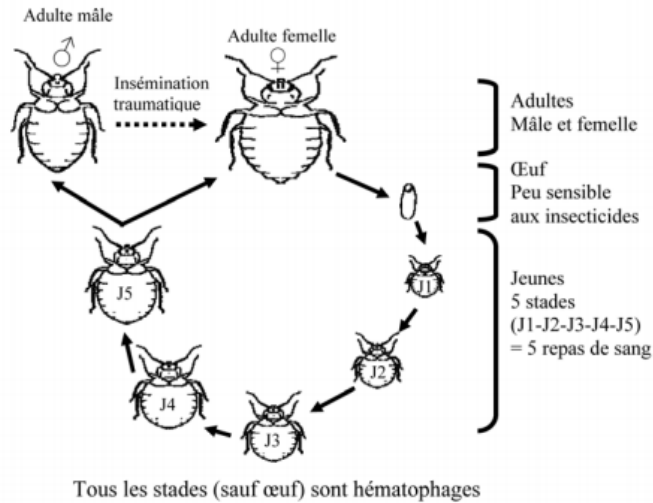 Adulte mâle
♂
Adulte femelle
♀
Insémination
traumatique
Adultes
Mâle et femelle
Œuf
Peu sensible
aux insecticides
J1
Jeunes
5 stades
(J1-J2-J3-J4-J5)
= 5 repas de sang
J2
J3
J4
J5
Tous les stades (sauf œuf) sont hématophages